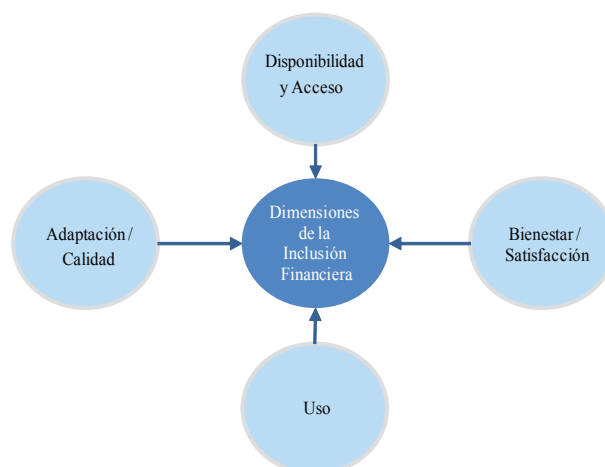 Disponibilidad
y Acceso
Adaptación /
Calidad
Dimensiones
de la
Inclusión
Financiera
Bienestar /
Satisfacción
Uso